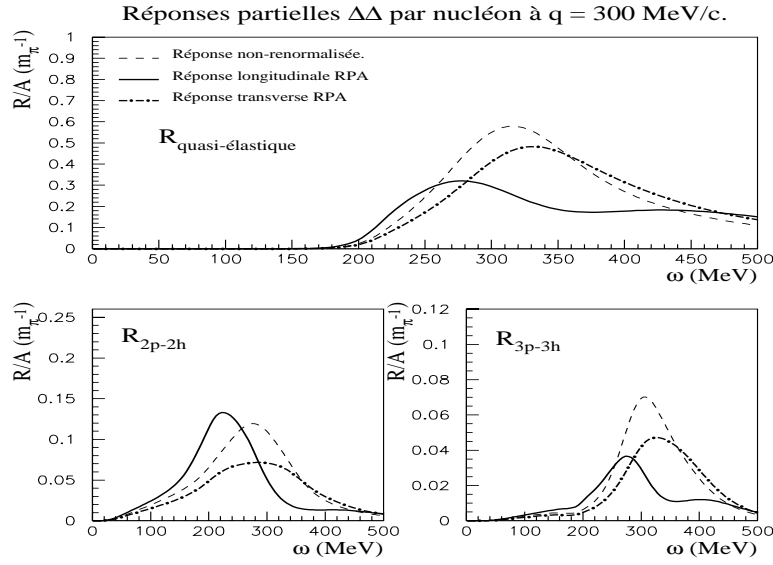 Réponses partielles ΔΔ par nucléon à q = 300 MeV/c.
R/A (m_π^-1)
1
0.9
0.8
0.7
0.6
0.5
0.4
0.3
0.2
0.1
0
Réponse non-renormalisée.
Réponse longitudinale RPA
Réponse transverse RPA
R_quasi-élastique
0 50 100 150 200 250 300 350 400 450 500
ω (MeV)
R/A (m_π^-1)
0.25
0.2
0.15
0.1
0.05
0
R_2p-2h
0 100 200 300 400 500
ω (MeV)
R/A (m_π^-1)
0.12
0.1
0.08
0.06
0.04
0.02
0
R_3p-3h
0 100 200 300 400 500
ω (MeV)